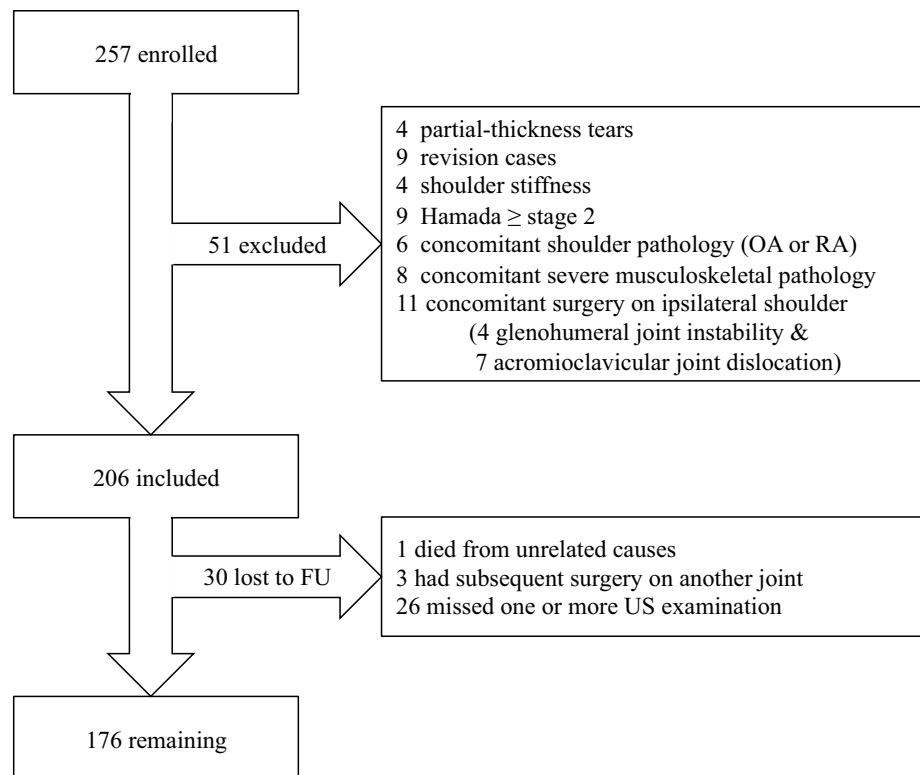 257 enrolled
4 partial-thickness tears
9 revision cases
4 shoulder stiffness
9 Hamada ≥ stage 2
51 excluded
6 concomitant shoulder pathology (OA or RA)
8 concomitant severe musculoskeletal pathology
11 concomitant surgery on ipsilateral shoulder
(4 glenohumeral joint instability &
7 acromioclavicular joint dislocation)
206 included
1 died from unrelated causes
30 lost to FU
3 had subsequent surgery on another joint
26 missed one or more US examination
176 remaining